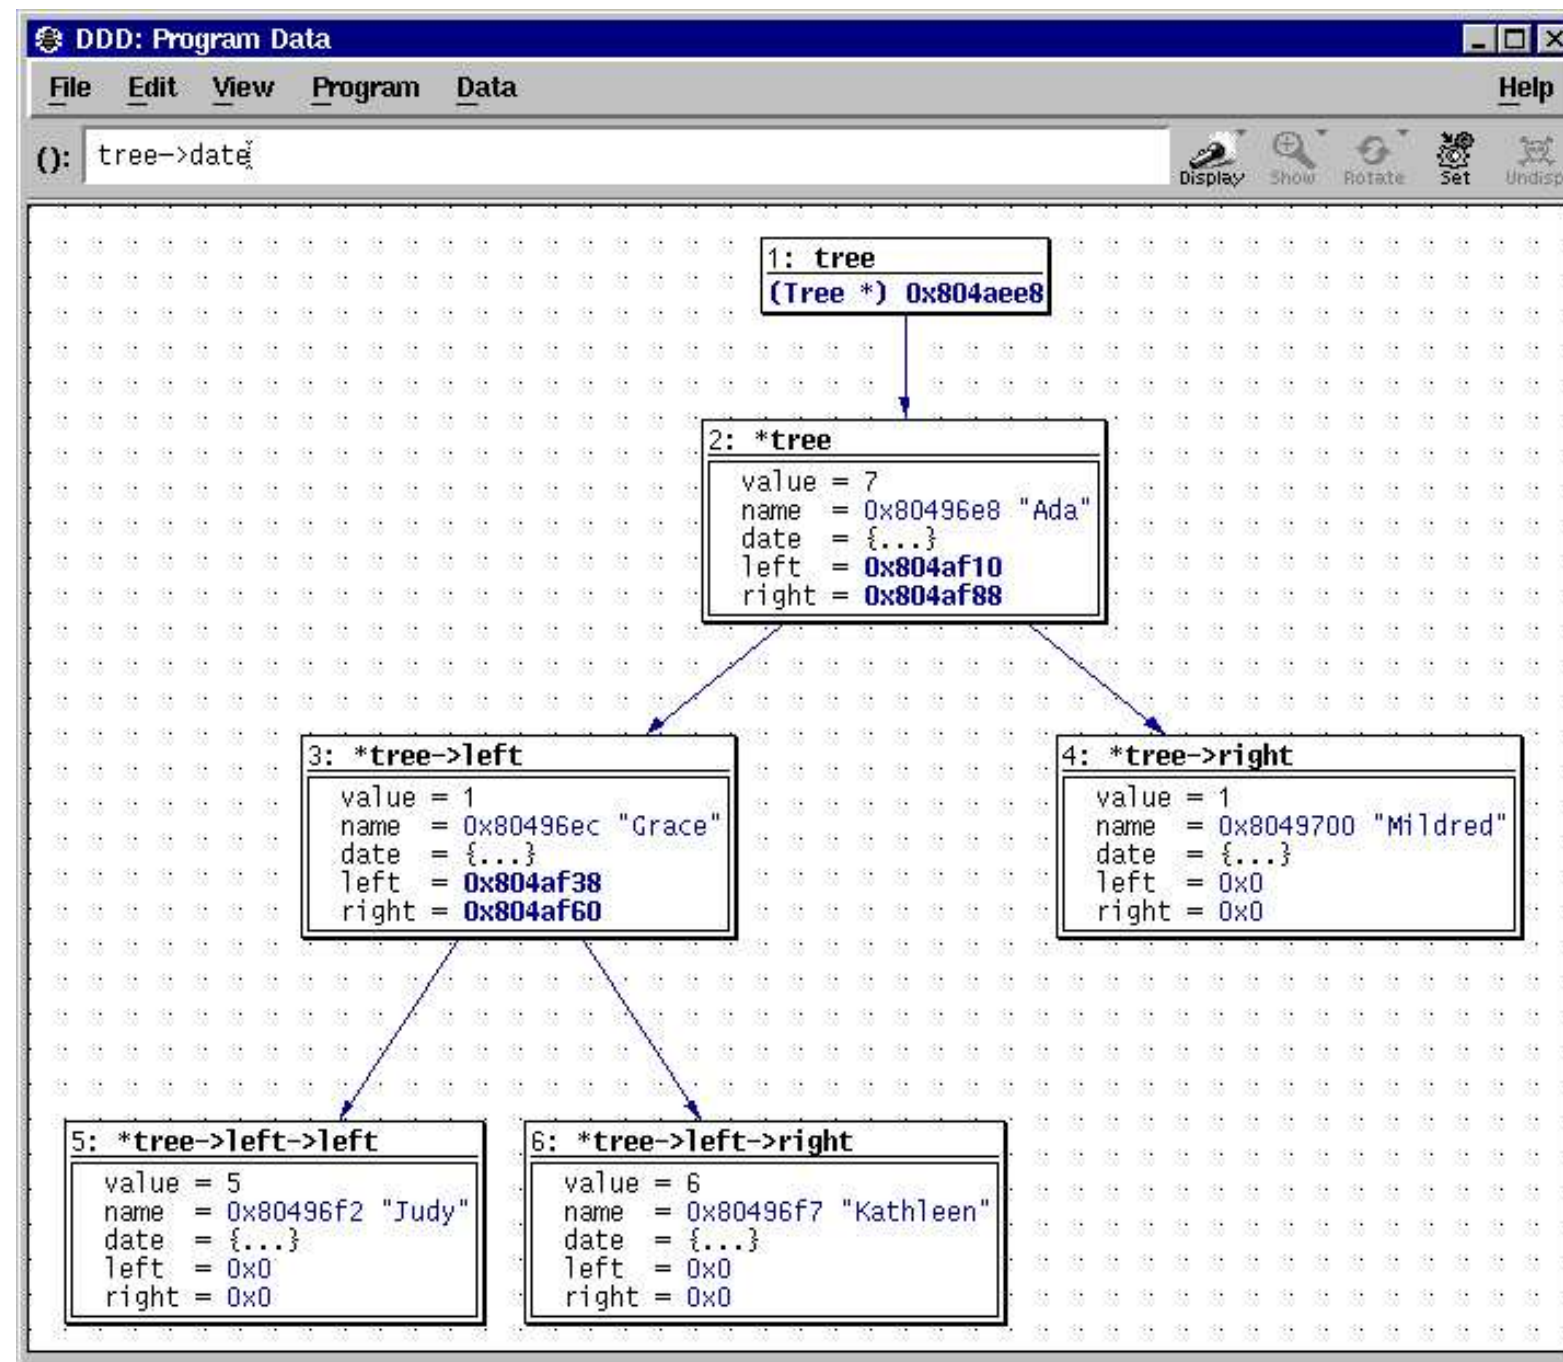 DDD: Program Data
File Edit View Program Data Help
(): tree->date
Display Show Rotate Set Undisp
1: tree
(Tree *) 0x804aee8
2: *tree
value = 7
name = 0x80496e8 "Ada"
date = {...}
left = 0x804af10
right = 0x804af88
3: *tree->left
value = 1
name = 0x80496ec "Grace"
date = {...}
left = 0x804af38
right = 0x804af60
4: *tree->right
value = 1
name = 0x8049700 "Mildred"
date = {...}
left = 0x0
right = 0x0
5: *tree->left->left
value = 5
name = 0x80496f2 "Judy"
date = {...}
left = 0x0
right = 0x0
6: *tree->left->right
value = 6
name = 0x80496f7 "Kathleen"
date = {...}
left = 0x0
right = 0x0